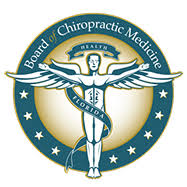 Board of Chiropractic Medicine
HEALTH
FLORIDA